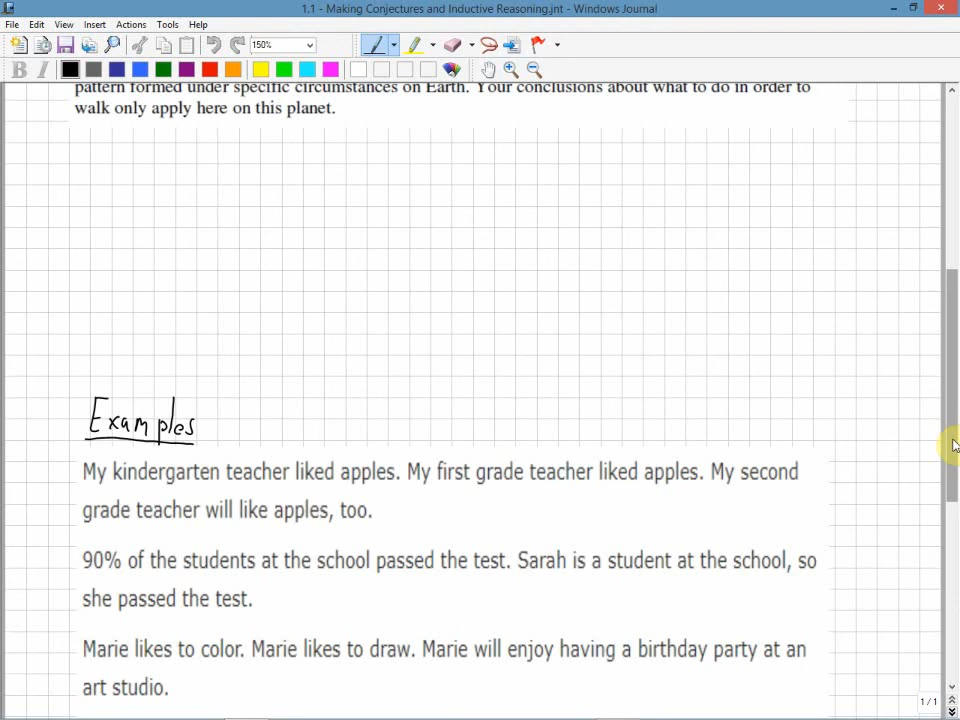 1.1 - Making Conjectures and Inductive Reasoning.jnt - Windows Journal
File Edit View Insert Actions Tools Help
150%
B I
pattern formed under specific circumstances on Earth. Your conclusions about what to do in order to
walk only apply here on this planet.
Examples
My kindergarten teacher liked apples. My first grade teacher liked apples. My second
grade teacher will like apples, too.
90% of the students at the school passed the test. Sarah is a student at the school, so
she passed the test.
Marie likes to color. Marie likes to draw. Marie will enjoy having a birthday party at an
art studio.
1 / 1